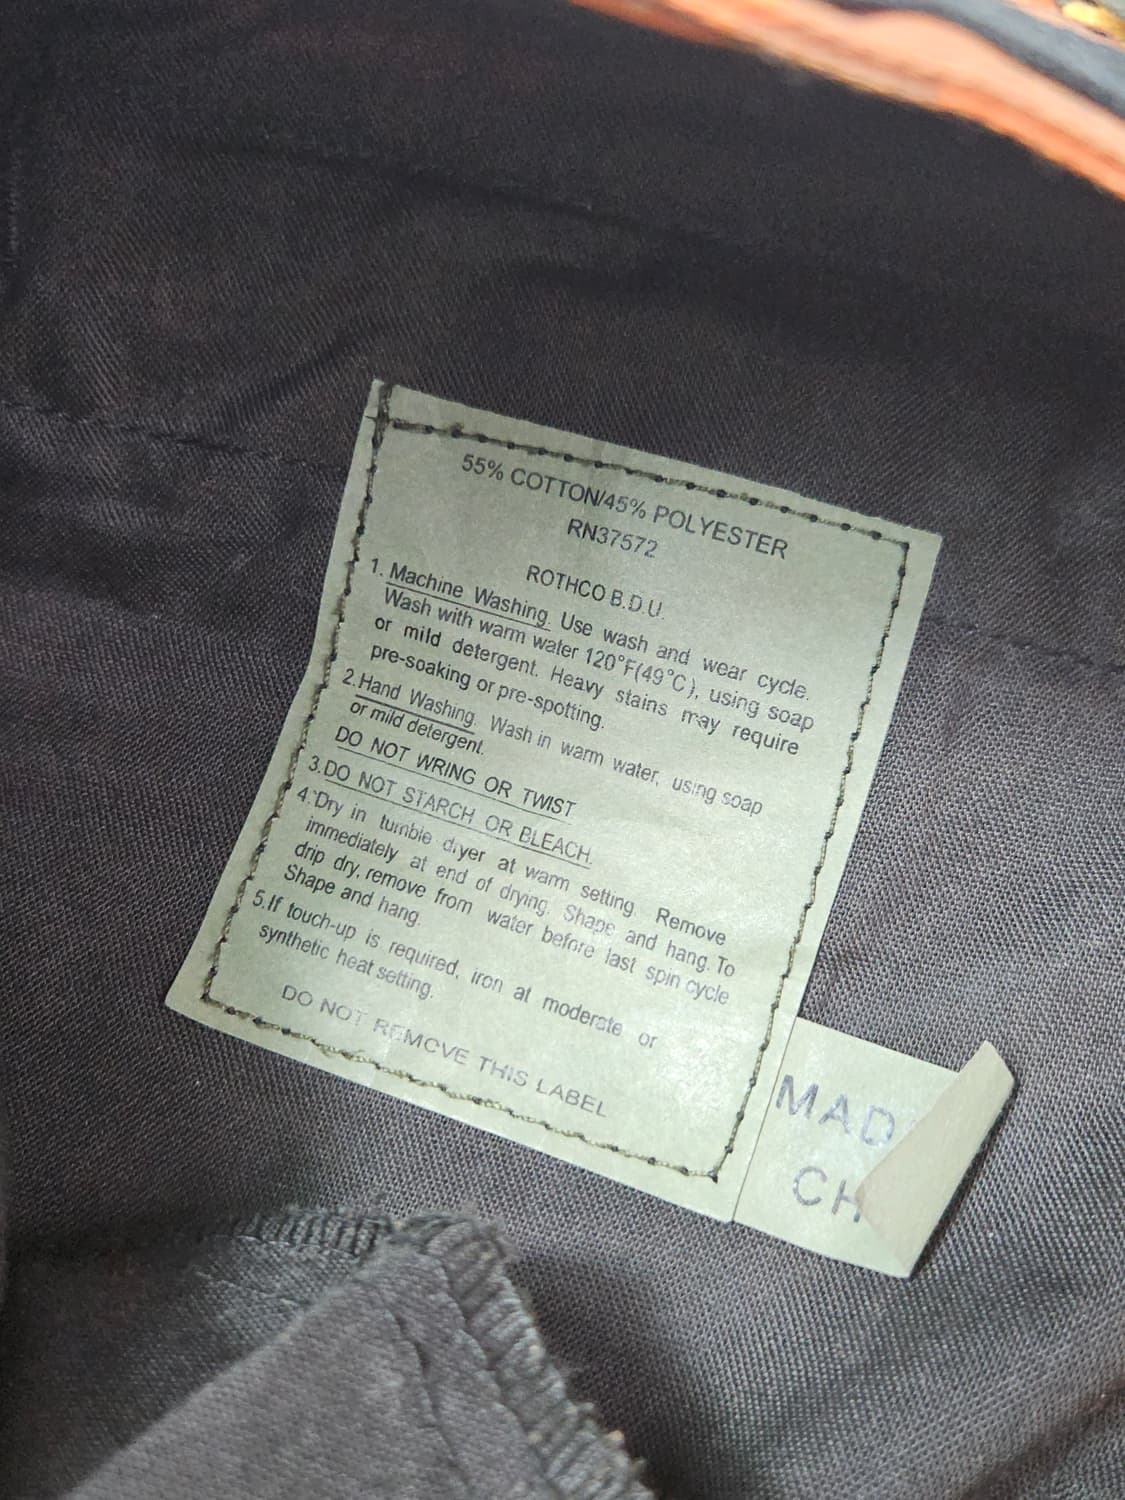 55% COTTON/45% POLYESTER
RN37572
ROTHCO B.D.U.
1. Machine Washing. Use wash and wear cycle.
Wash with warm water 120°F(49°C), using soap
or mild detergent. Heavy stains may require
pre-soaking or pre-spotting.
2.Hand Washing. Wash in warm water, using soap
or mild detergent.
DO NOT WRING OR TWIST
3.DO NOT STARCH OR BLEACH.
4.Dry in tumble dryer at warm setting. Remove
immediately at end of drying. Shape and hang. To
drip dry, remove from water before last spin cycle
Shape and hang.
5.If touch-up is required, iron at moderate or
synthetic heat setting.
DO NOT REMOVE THIS LABEL
MAD
CH